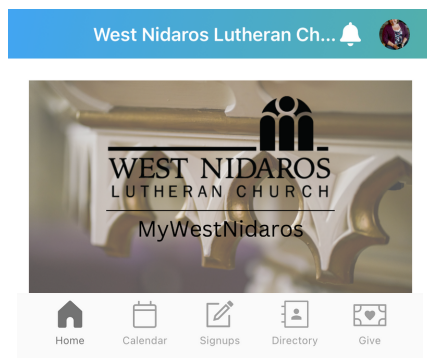 West Nidaros Lutheran Ch...
WEST NIDAROS
LUTHERAN CHURCH
MyWestNidaros
Home
Calendar
Signups
Directory
Give